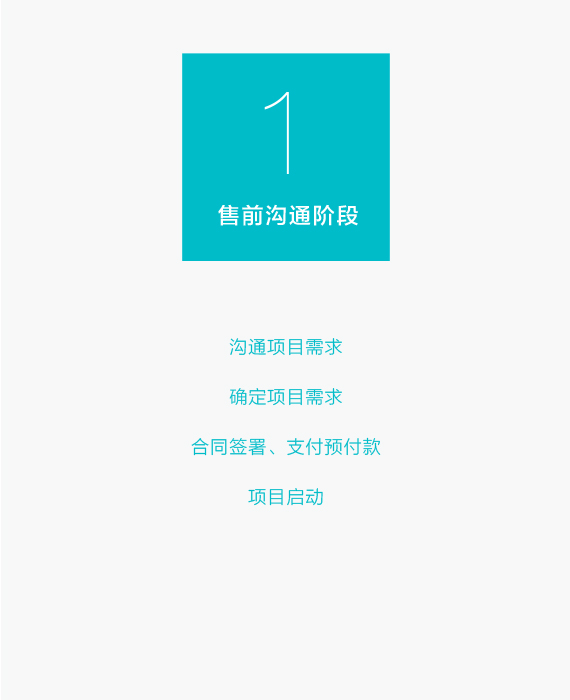 1
售前沟通阶段
沟通项目需求
确定项目需求
合同签署、支付预付款
项目启动